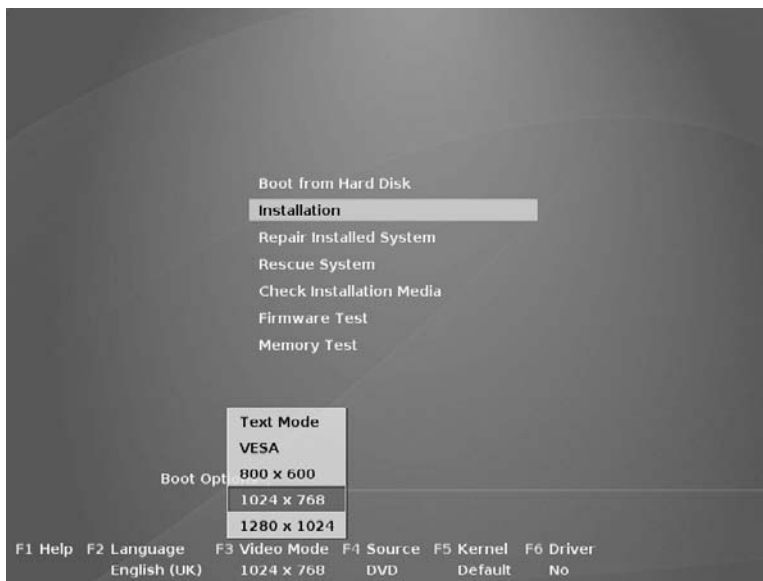 Boot from Hard Disk
Installation
Repair Installed System
Rescue System
Check Installation Media
Firmware Test
Memory Test
Text Mode
VESA
Boot Opt 800 x 600
1024 x 768
1280 x 1024
F1 Help F2 Language F3 Video Mode F4 Source F5 Kernel F6 Driver
English (UK) 1024 x 768 DVD Default No